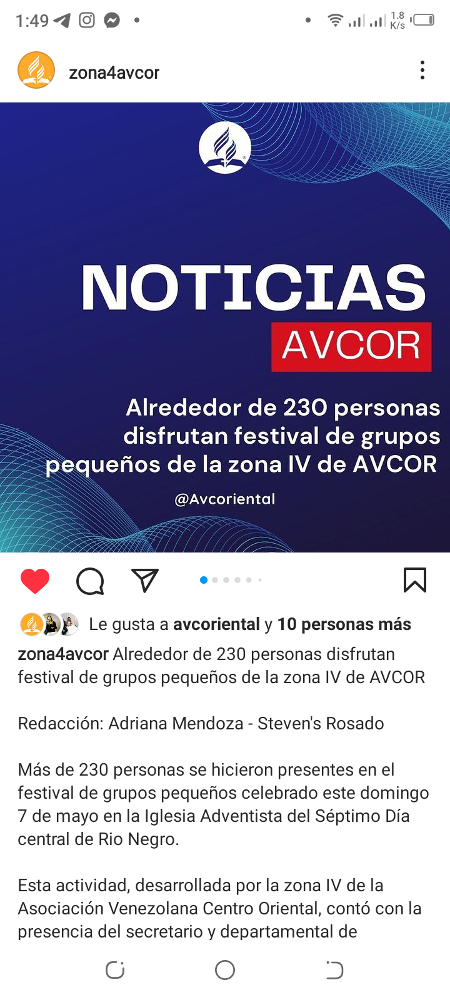 1:49
1.8
K/s
zona4avcor
NOTICIAS
AVCOR
Alrededor de 230 personas
disfrutan festival de grupos
pequeños de la zona IV de AVCOR
@Avcoriental
Le gusta a avcoriental y 10 personas más
zona4avcor Alrededor de 230 personas disfrutan
festival de grupos pequeños de la zona IV de AVCOR
Redacción: Adriana Mendoza - Steven's Rosado
Más de 230 personas se hicieron presentes en el
festival de grupos pequeños celebrado este domingo
7 de mayo en la Iglesia Adventista del Séptimo Día
central de Rio Negro.
Esta actividad, desarrollada por la zona IV de la
Asociación Venezolana Centro Oriental, contó con la
presencia del secretario y departamental de